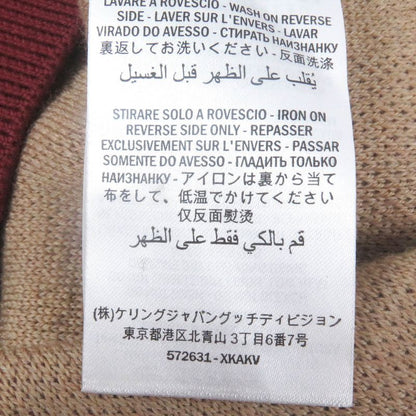 LAVARE A ROVESCIO - WASH ON REVERSE
SIDE - LAVER SUR L'ENVERS - LAVAR
VIRADO DO AVESSO - СТИРАТЬ НАИЗНАНКУ
裏返してお洗いください - 反面洗涤
يُقلب على الظهر قبل الغسيل
STIRARE SOLO A ROVESCIO - IRON ON
REVERSE SIDE ONLY - REPASSER
EXCLUSIVEMENT SUR L'ENVERS - PASSAR
SOMENTE DO AVESSO - ГЛАДИТЬ ТОЛЬКО
НАИЗНАНКУ - アイロンは裏から当て
布をして、低温でかけてください
仅反面熨烫
قم بالكي فقط على الظهر
(株)ケリングジャパングッチディビジョン
東京都港区北青山 3丁目6番7号
572631-XKAKV